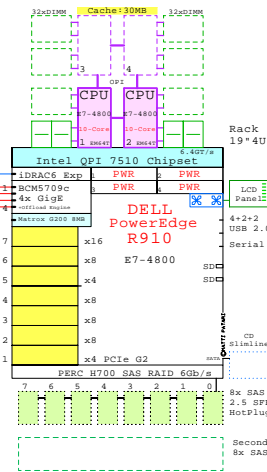 32xDIMM
Cache:30MB
32xDIMM
3
4
QPI
CPU
CPU
E7-4800
E7-4800
10-Core
10-Core
1 EM64T
2 EM64T
Rack
19"4U
6.4GT/s
Intel QPI 7510 Chipset
iDRAC6 Exp
1 PWR
2 PWR
1 BCM5709c
3 PWR
4 PWR
4x GigE
4 Offload Engine
Matrox G200 8MB
LCD
Panel
DELL
PowerEdge
R910
E7-4800
4+2+2
USB 2.0
Serial
7 x16
6 x8
5 x4
4 x8
3 x8
2 x8
1 x4 PCIe G2
SD
SD
SATA
CD
Slimline
PERC H700 SAS RAID 6Gb/s
7 6 5 4 3 2 1 0
8x SAS
2.5 SFF
HotPlug
Second
8x SAS